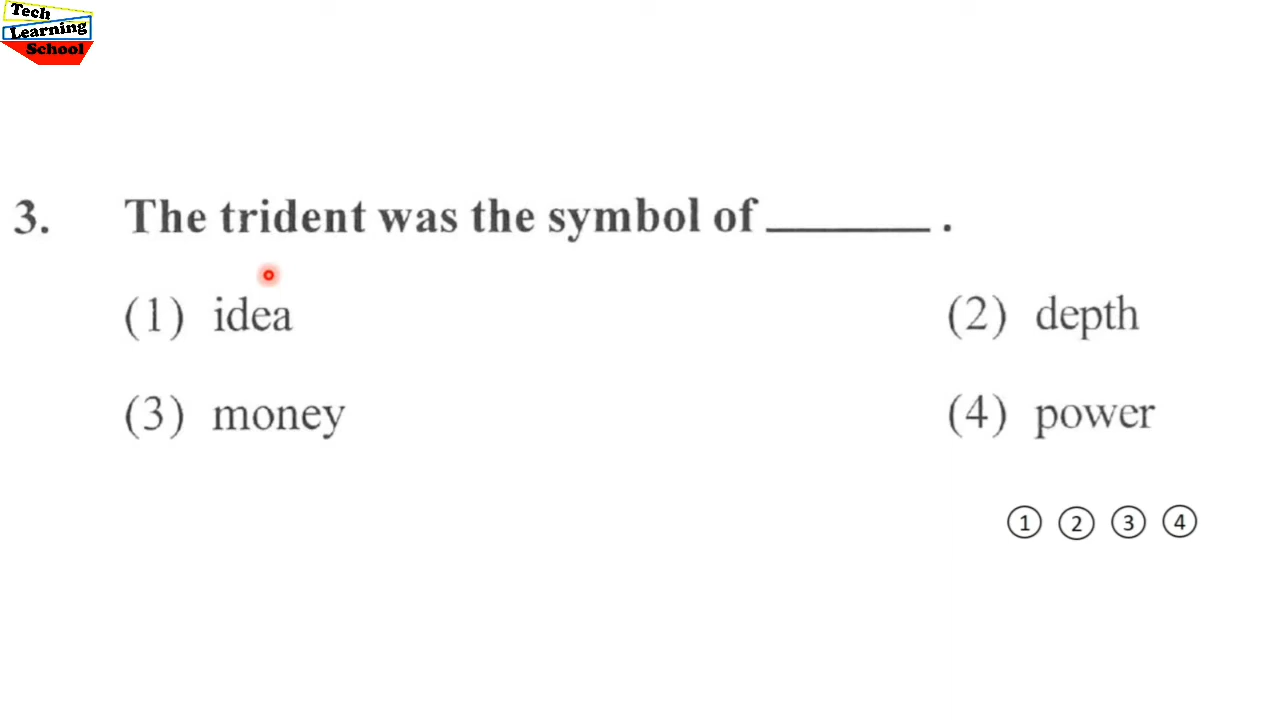 Tech
Learning
School
3. The trident was the symbol of ______ .
(1) idea (2) depth
(3) money (4) power
① ② ③ ④